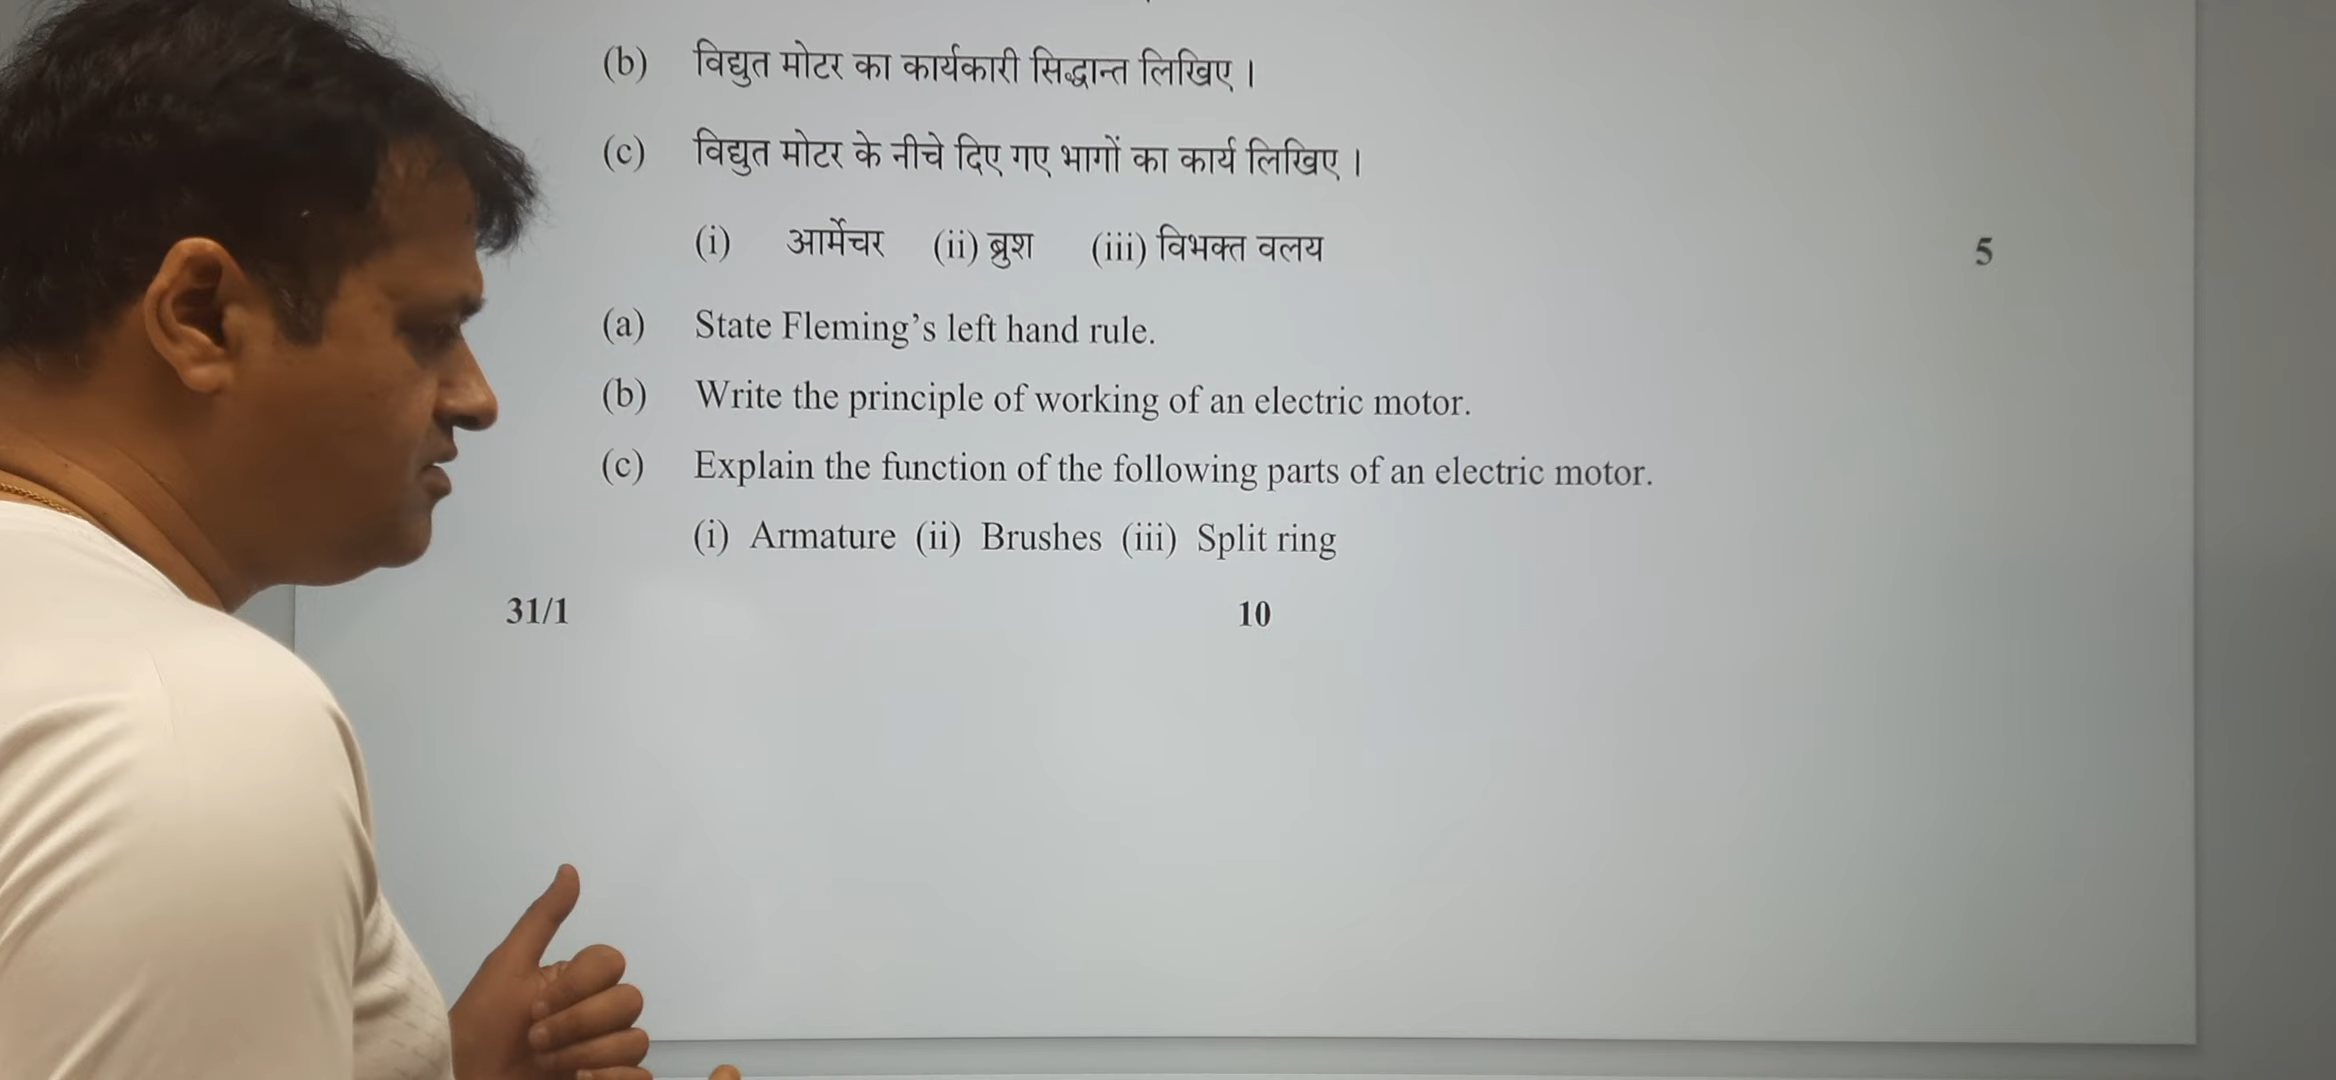 (b) विद्युत मोटर का कार्यकारी सिद्धान्त लिखिए ।
(c) विद्युत मोटर के नीचे दिए गए भागों का कार्य लिखिए ।
(i) आर्मेचर (ii) ब्रुश (iii) विभक्त वलय 5
(a) State Fleming’s left hand rule.
(b) Write the principle of working of an electric motor.
(c) Explain the function of the following parts of an electric motor.
(i) Armature (ii) Brushes (iii) Split ring
31/1 10